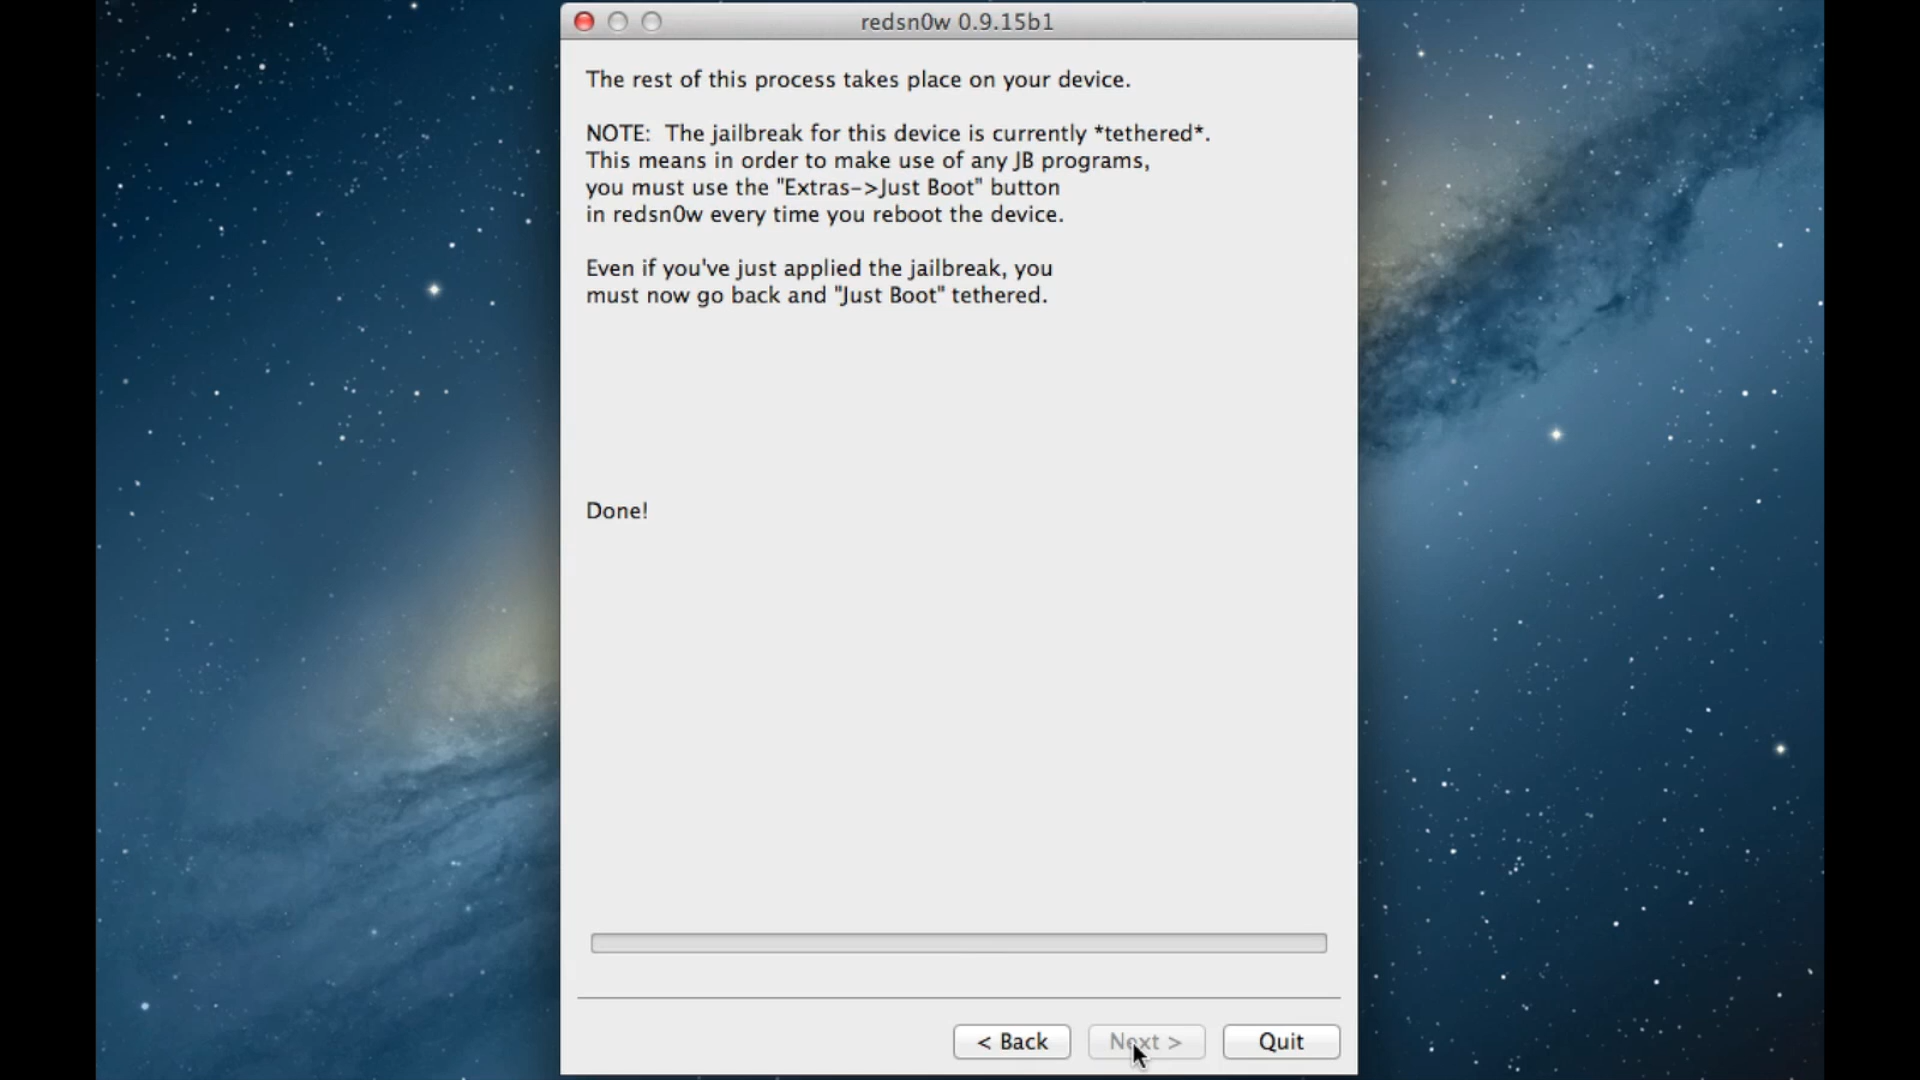 redsn0w 0.9.15b1
The rest of this process takes place on your device.
NOTE:  The jailbreak for this device is currently *tethered*.
This means in order to make use of any JB programs,
you must use the "Extras->Just Boot" button
in redsn0w every time you reboot the device.
Even if you've just applied the jailbreak, you
must now go back and "Just Boot" tethered.
Done!
< Back
Next >
Quit